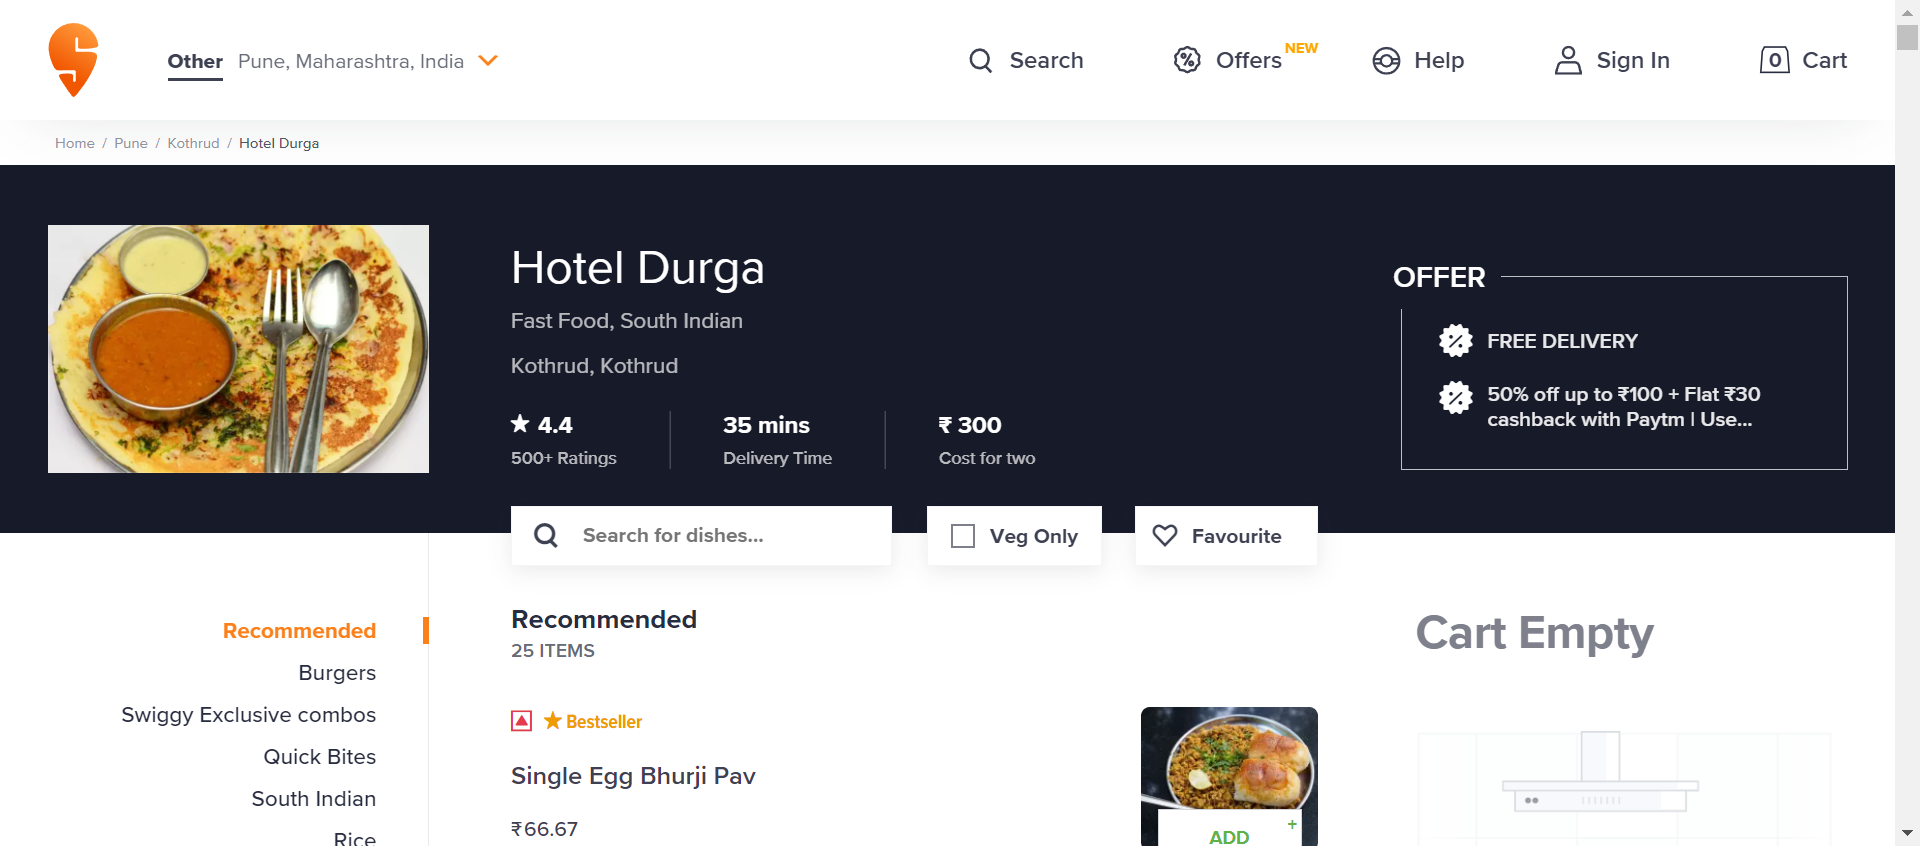 Other Pune, Maharashtra, India
Search
Offers NEW
Help
Sign In
0 Cart
Home / Pune / Kothrud / Hotel Durga
Hotel Durga
Fast Food, South Indian
Kothrud, Kothrud
4.4
500+ Ratings
35 mins
Delivery Time
₹ 300
Cost for two
OFFER
FREE DELIVERY
50% off up to ₹100 + Flat ₹30
cashback with Paytm | Use...
Search for dishes...
Veg Only
Favourite
Recommended
Burgers
Swiggy Exclusive combos
Quick Bites
South Indian
Rice
Recommended
25 ITEMS
Bestseller
Single Egg Bhurji Pav
₹66.67
ADD
+
Cart Empty